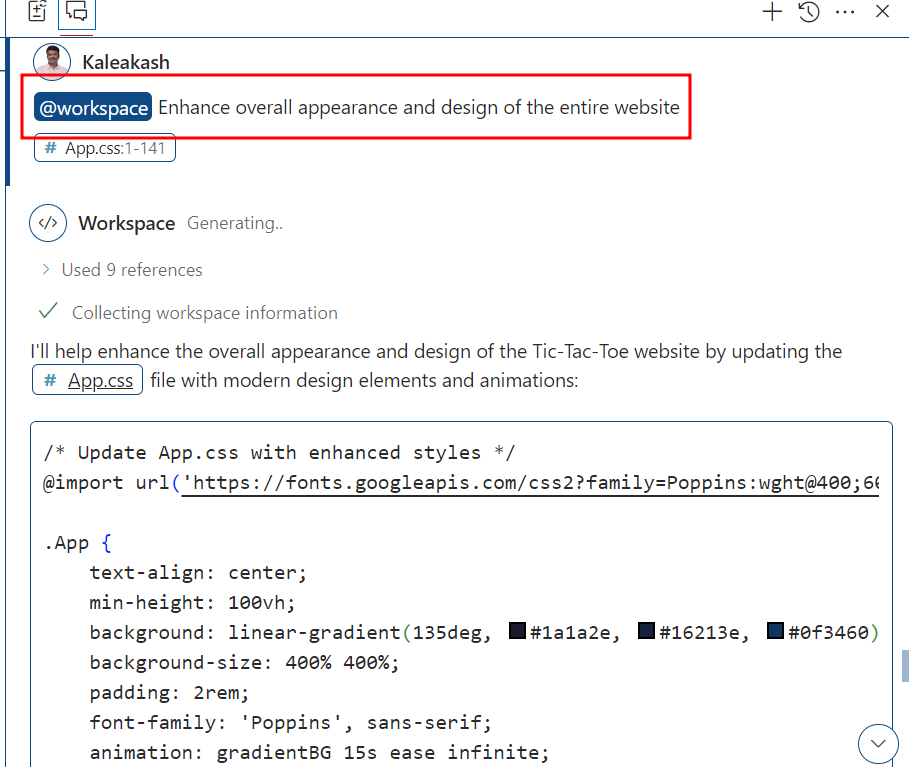 Kaleakash
@workspace Enhance overall appearance and design of the entire website
# App.css:1-141
Workspace Generating..
Used 9 references
Collecting workspace information
I'll help enhance the overall appearance and design of the Tic-Tac-Toe website by updating the
# App.css file with modern design elements and animations:
/* Update App.css with enhanced styles */
@import url('https://fonts.googleapis.com/css2?family=Poppins:wght@400;60
.App {
text-align: center;
min-height: 100vh;
background: linear-gradient(135deg, #1a1a2e, #16213e, #0f3460)
background-size: 400% 400%;
padding: 2rem;
font-family: 'Poppins', sans-serif;
animation: gradientBG 15s ease infinite;